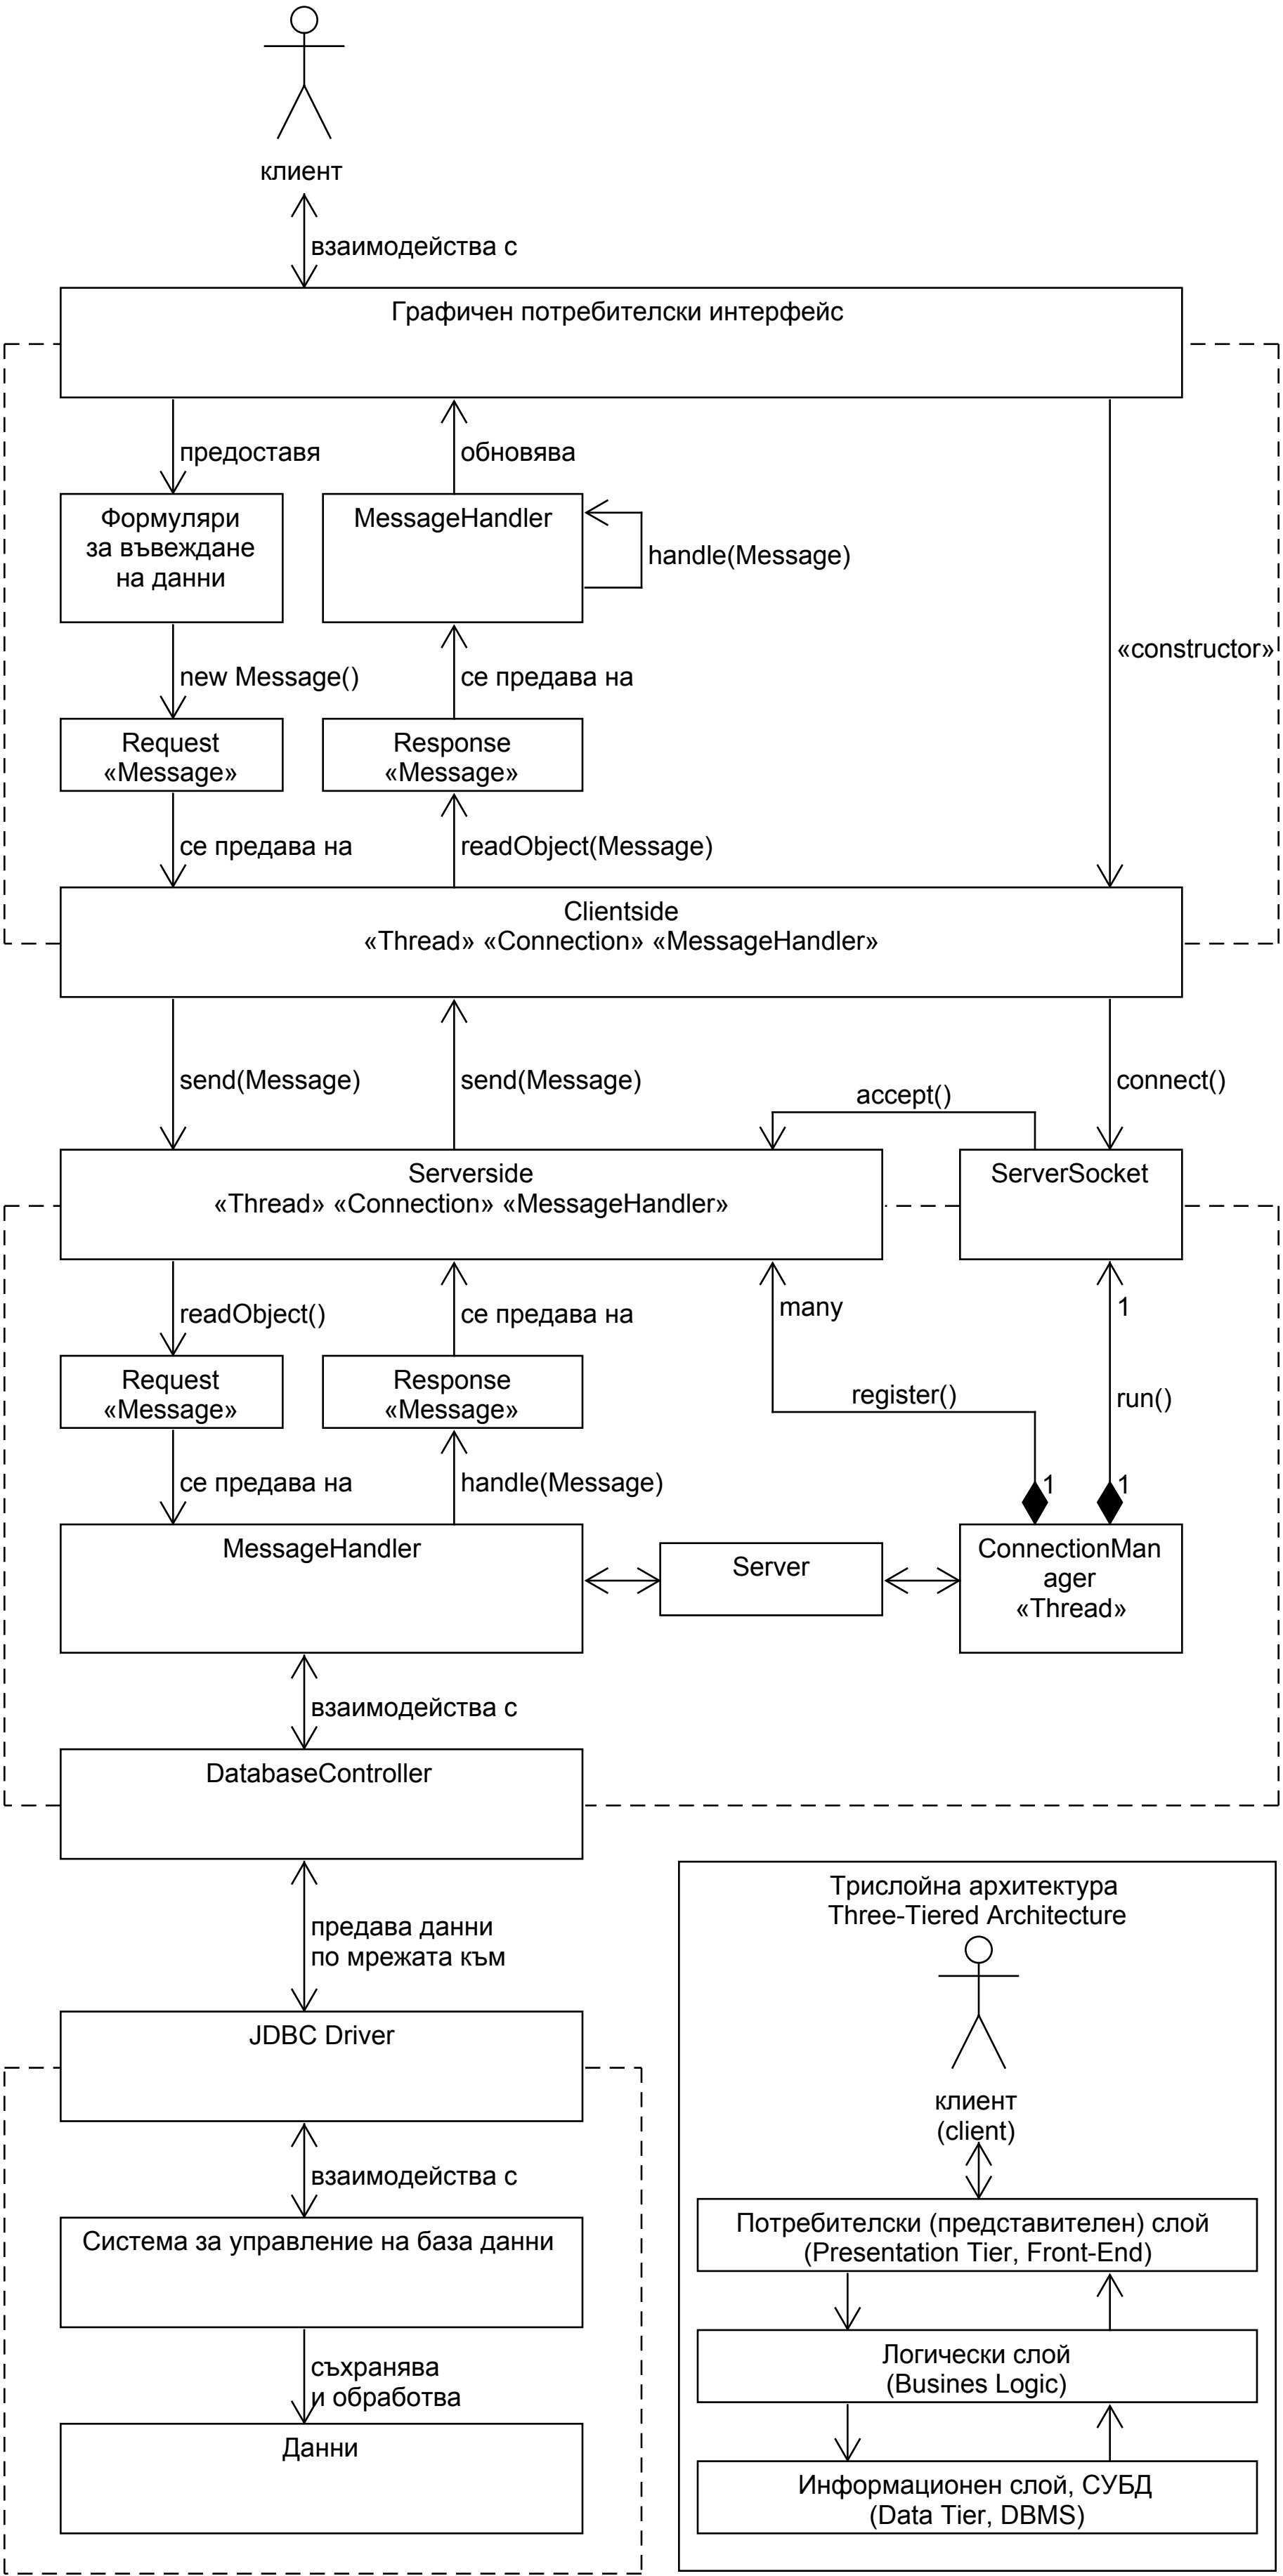 клиент
взаимодейства с
Графичен потребителски интерфейс
предоставя
обновява
Формуляри
за въвеждане
на данни
MessageHandler
handle(Message)
«constructor»
new Message()
се предава на
Request
«Message»
Response
«Message»
се предава на
readObject(Message)
Clientside
«Thread» «Connection» «MessageHandler»
send(Message)
send(Message)
connect()
accept()
Serverside
«Thread» «Connection» «MessageHandler»
ServerSocket
readObject()
се предава на
many
1
Request
«Message»
Response
«Message»
register()
run()
се предава на
handle(Message)
1
1
MessageHandler
Server
ConnectionMan
ager
«Thread»
взаимодейства с
DatabaseController
предава данни
по мрежата към
JDBC Driver
взаимодейства с
Система за управление на база данни
съхранява
и обработва
Данни
Трислойна архитектура
Three-Tiered Architecture
клиент
(client)
Потребителски (представителен) слой
(Presentation Tier, Front-End)
Логически слой
(Busines Logic)
Информационен слой, СУБД
(Data Tier, DBMS)